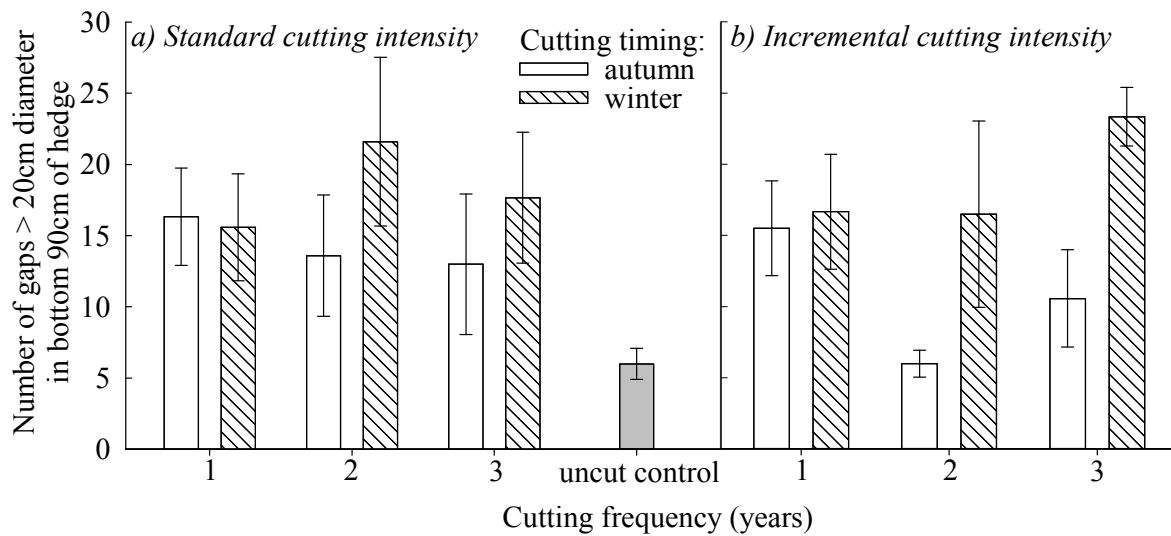 Number of gaps > 20cm diameter
in bottom 90cm of hedge
30
25
20
15
10
5
0
a) Standard cutting intensity
Cutting timing:
autumn
winter
b) Incremental cutting intensity
1
2
3
uncut control
1
2
3
Cutting frequency (years)